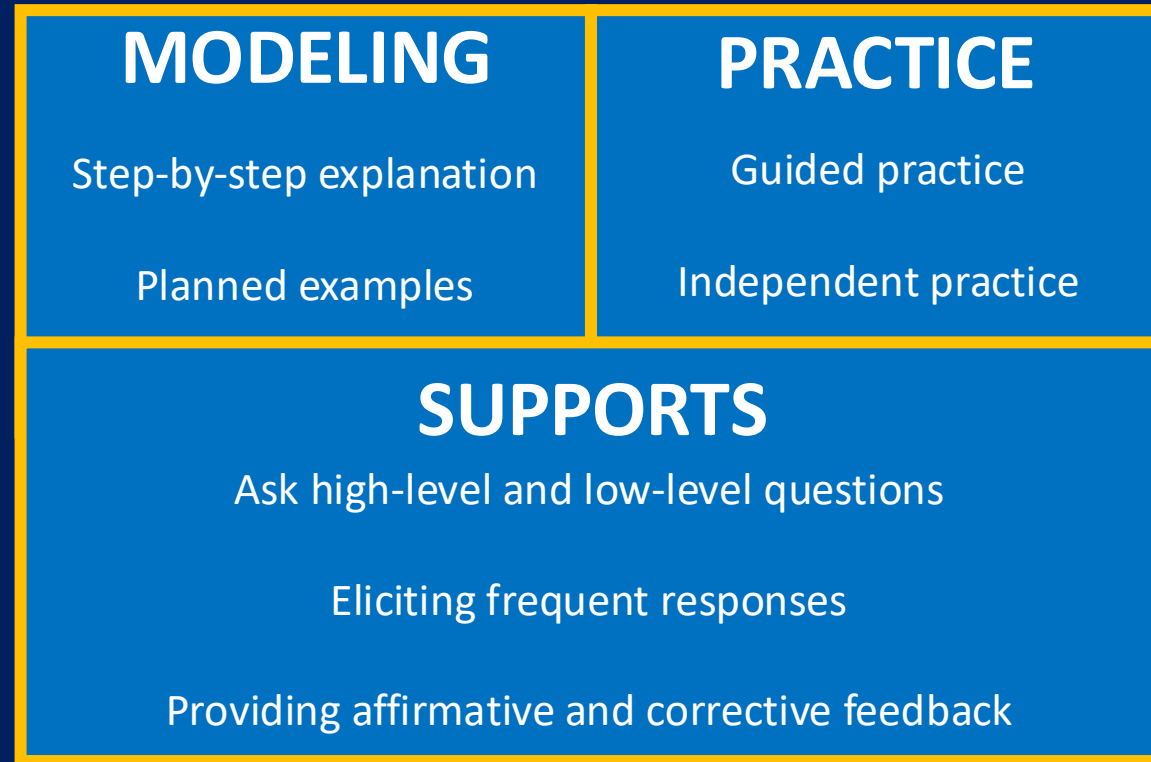 MODELING
Step-by-step explanation
Planned examples
PRACTICE
Guided practice
Independent practice
SUPPORTS
Ask high-level and low-level questions
Eliciting frequent responses
Providing affirmative and corrective feedback